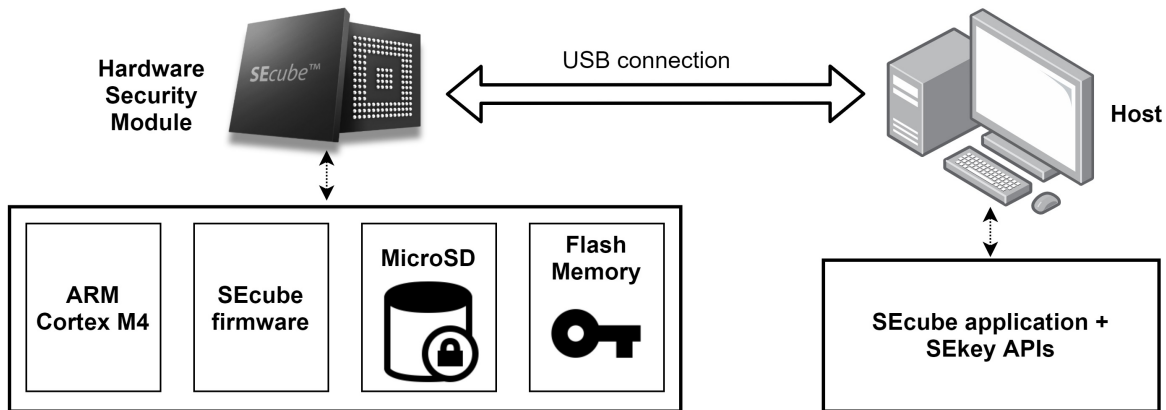 Hardware
Security
Module
SEcube™
USB connection
Host
ARM
Cortex M4
SEcube
firmware
MicroSD
Flash
Memory
SEcube application +
SEkey APIs